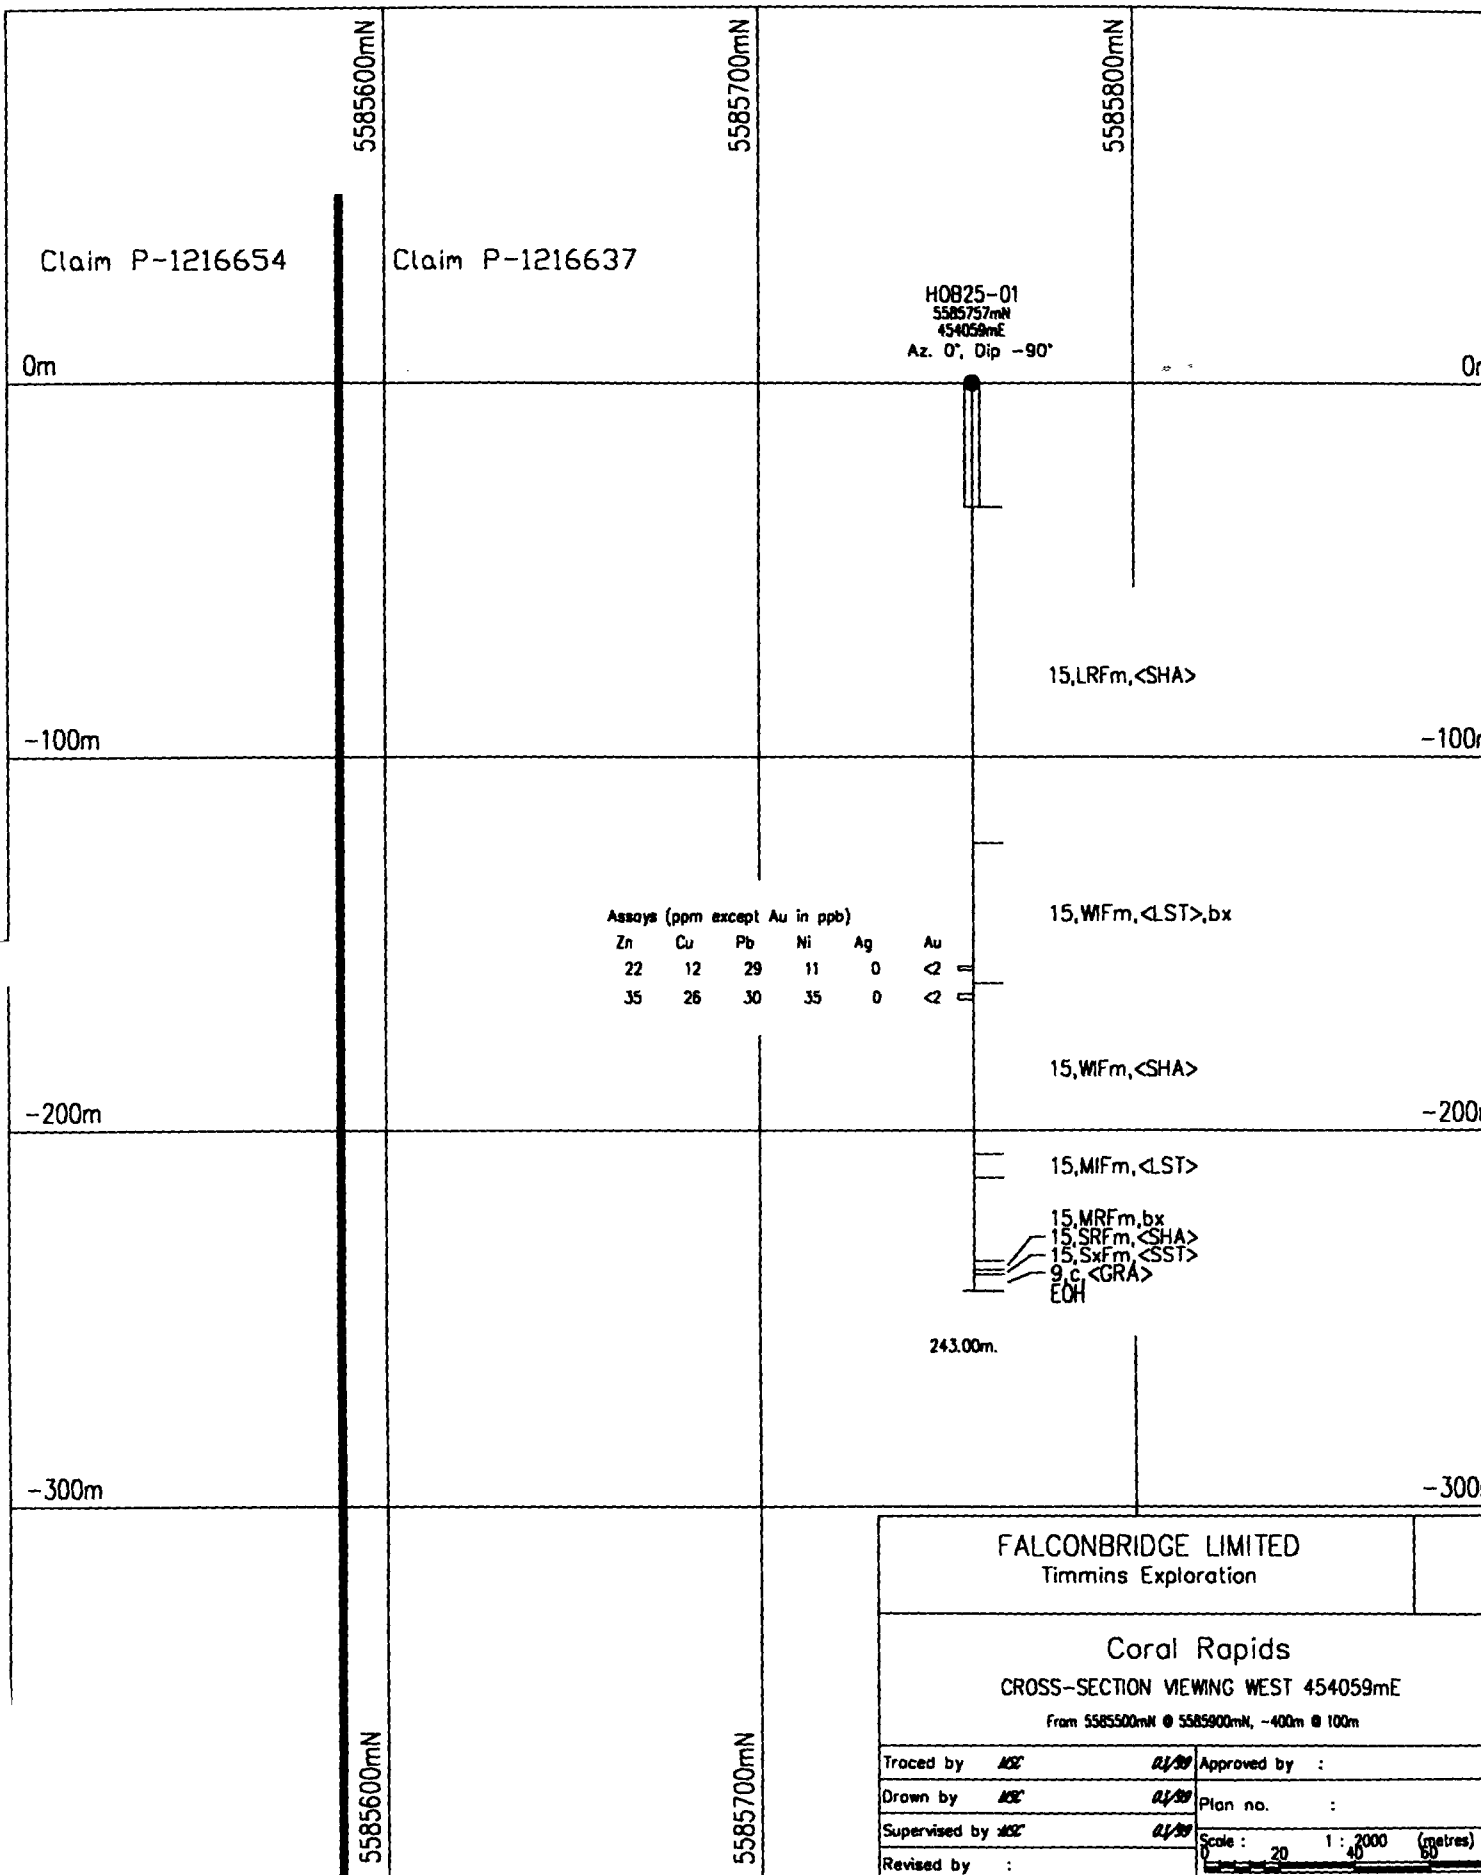 5585600mN
5585700mN
5585800mN
Claim P-1216654
Claim P-1216637
HOB25-01
5585757mN
454059mE
Az. 0°, Dip -90°
0m
15,LRFm,<SHA>
-100m
-100
15,WIFm,<LST>,bx
Assays (ppm except Au in ppb)
Zn Cu Pb Ni Ag Au
22 12 29 11 0 <2
35 26 30 35 0 <2
15,WIFm,<SHA>
-200m
-200
15,MIFm,<LST>
15,MRFm,bx
15,SRFm,<SHA>
15,SxFm,<SST>
9,c,<GRA>
EOH
243.00m.
-300m
-300
FALCONBRIDGE LIMITED
Timmins Exploration
Coral Rapids
CROSS-SECTION VIEWING WEST 454059mE
From 5585500mN @ 5585900mN, -400m @ 100m
Traced by
Approved by :
Drawn by
Plan no. :
Supervised by
Scale : 1 : 2000 (metres)
0 20 40 60
Revised by :
5585600mN
5585700mN